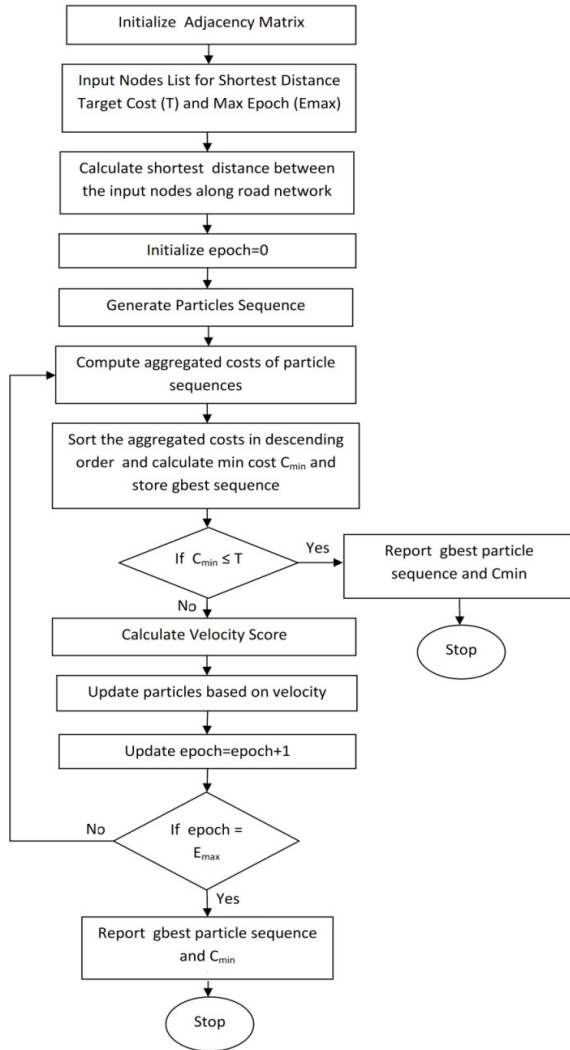 Initialize Adjacency Matrix
Input Nodes List for Shortest Distance
Target Cost (T) and Max Epoch (Emax)
Calculate shortest distance between
the input nodes along road network
Initialize epoch=0
Generate Particles Sequence
Compute aggregated costs of particle
sequences
Sort the aggregated costs in descending
order and calculate min cost Cmin and
store gbest sequence
If Cmin ≤ T
Yes
Report gbest particle
sequence and Cmin
Stop
No
Calculate Velocity Score
Update particles based on velocity
Update epoch=epoch+1
If epoch =
Emax
No
Yes
Report gbest particle sequence
and Cmin
Stop